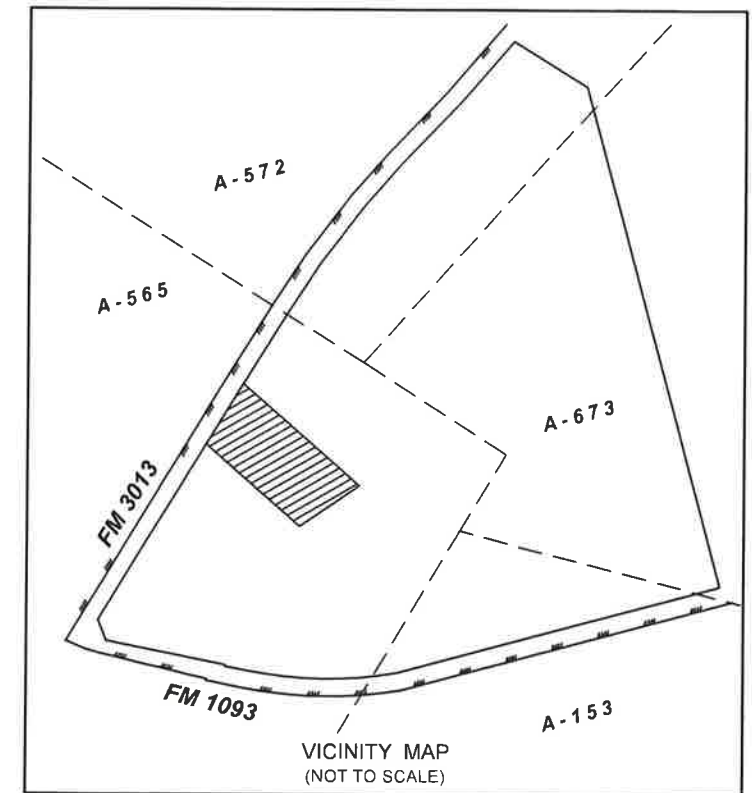 A-572
A-565
A-673
FM 3013
FM 1093
A-153
VICINITY MAP
(NOT TO SCALE)